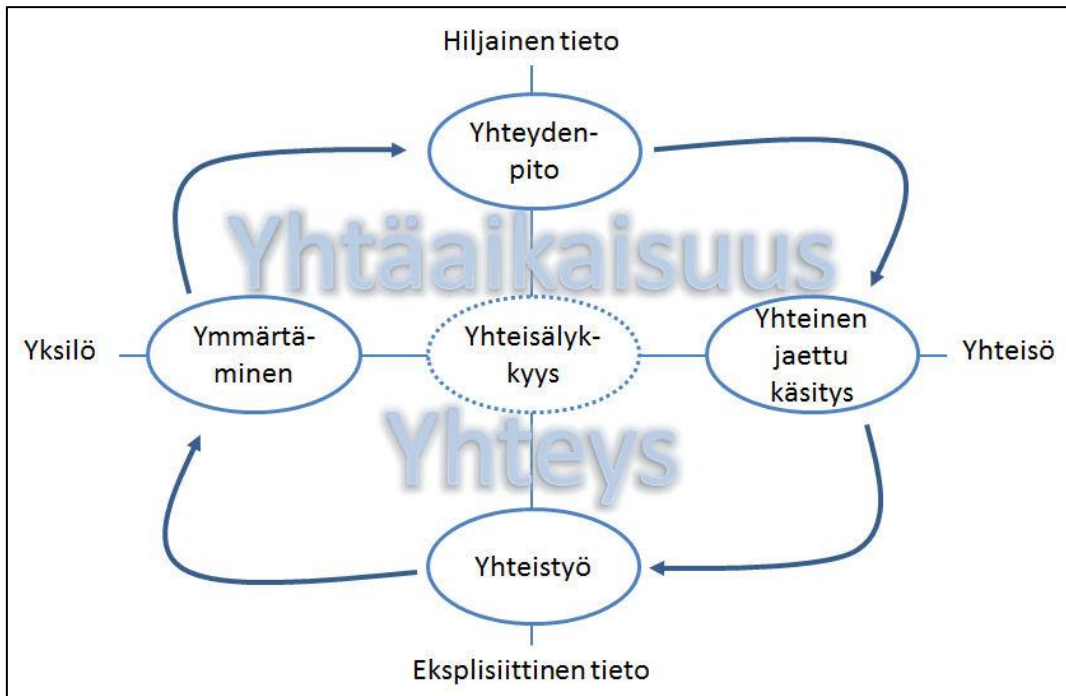 Hiljainen tieto
Yhteyden-
pito
Yhtäaikaisuus
Yksilö
Ymmärtä-
minen
Yhteisälyk-
kyys
Yhteinen
jaettu
käsitys
Yhteisö
Yhteys
Yhteistyö
Eksplisiittinen tieto